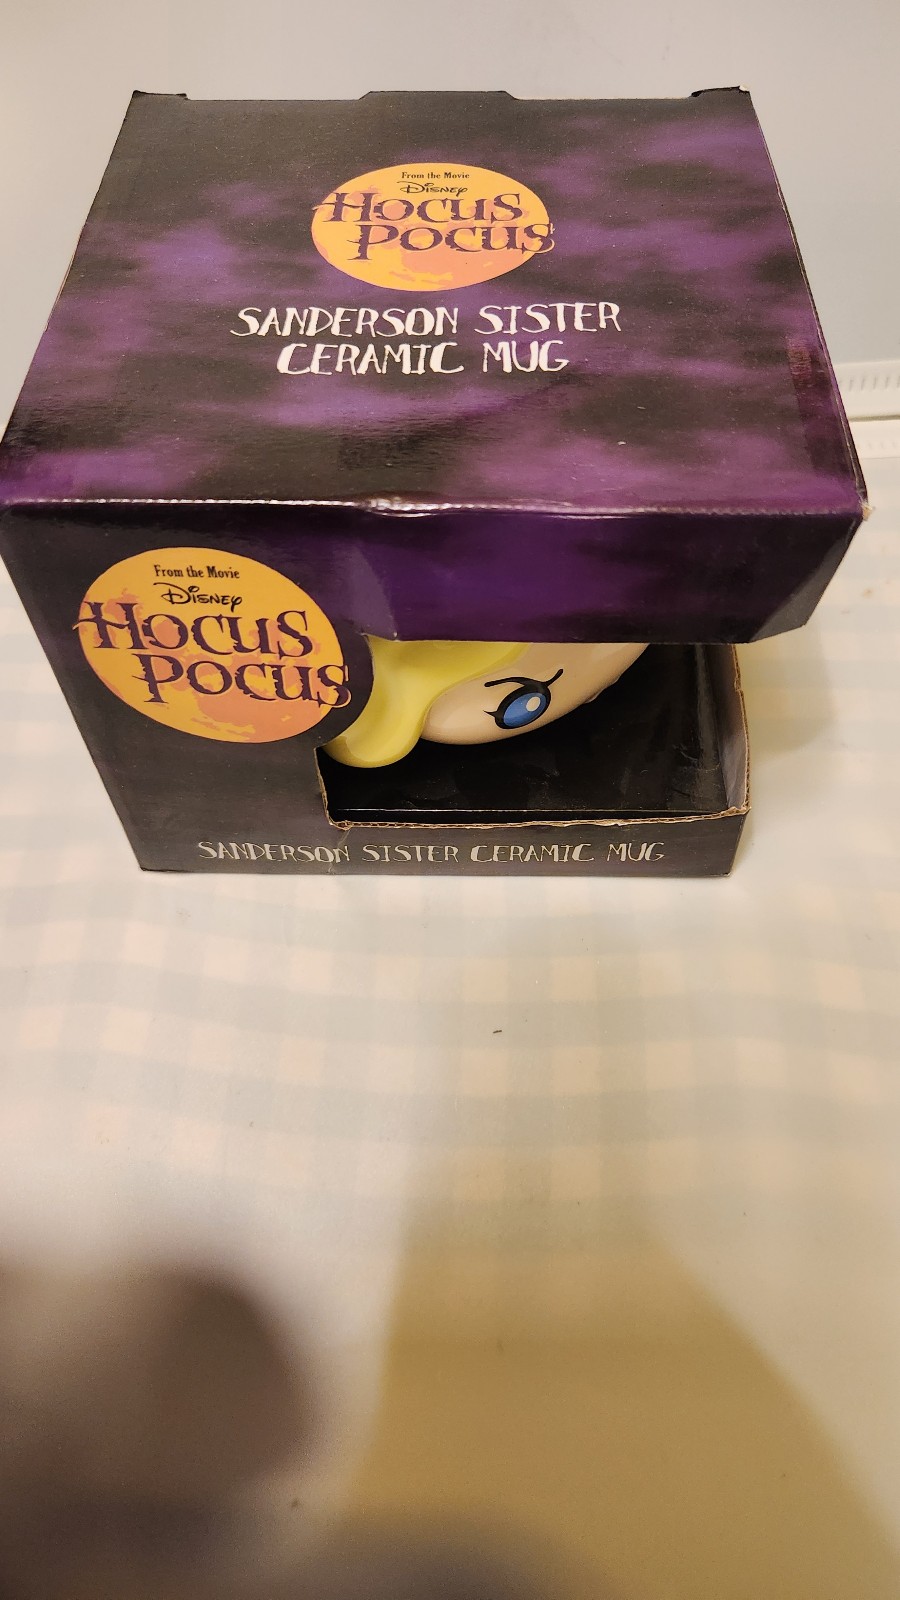 From the Movie
Disney
Hocus
Pocus
SANDERSON SISTER
CERAMIC MUG
From the Movie
Disney
Hocus
Pocus
SANDERSON SISTER CERAMIC MUG